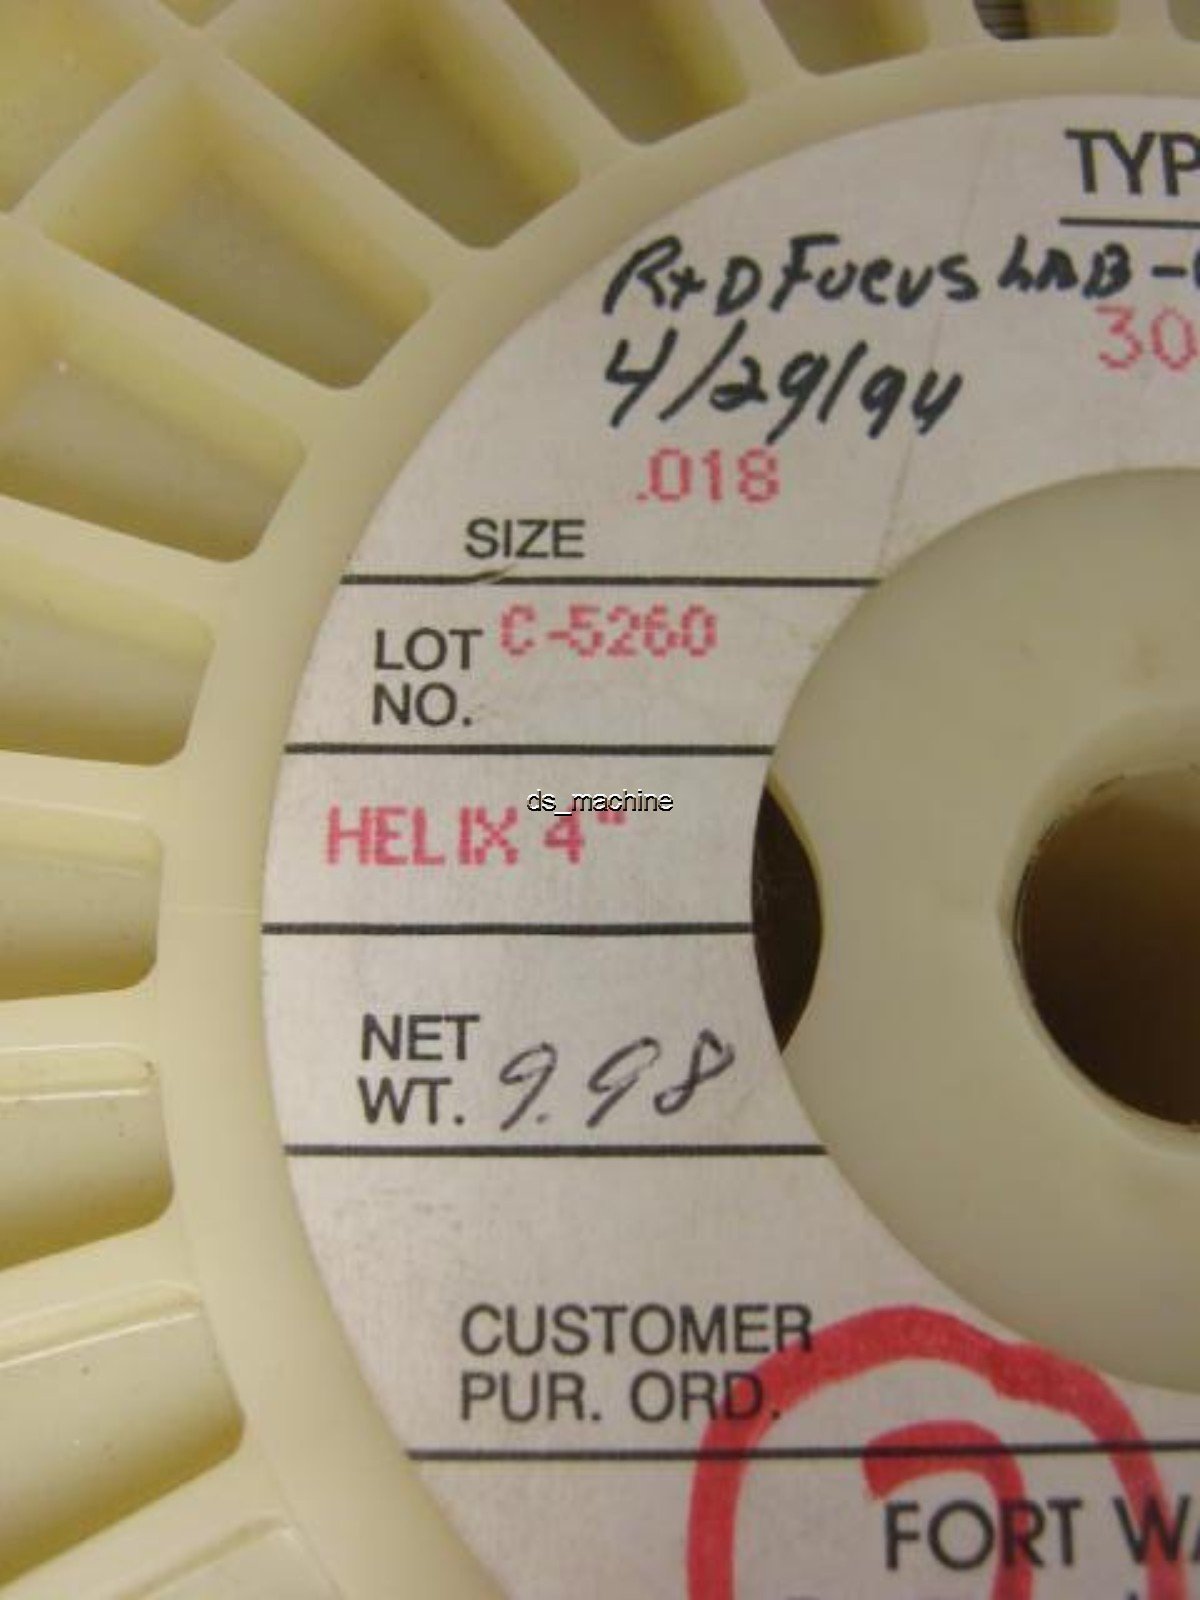 TYP
R+D Focus LAB -
30
4/29/94
.018
SIZE
LOT C-5260
NO.
ds_machine
HELIX 4"
NET
WT. 9.98
CUSTOMER
PUR. ORD.
FORT WA